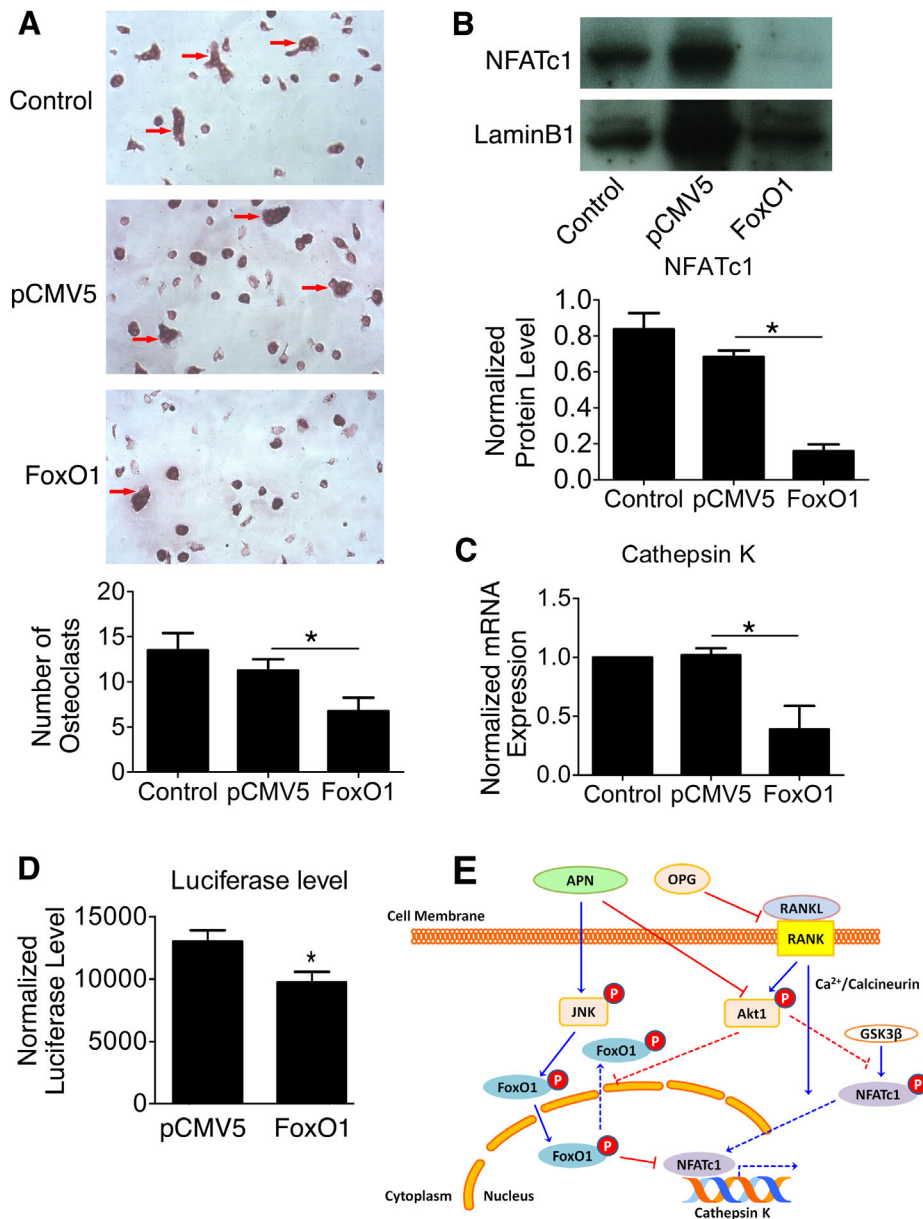 A
Control
pCMV5
FoxO1
Number of
Osteoclasts
20
15
10
5
0
*
Control pCMV5 FoxO1
B
NFATc1
LaminB1
Control pCMV5 FoxO1
NFATc1
Normalized
Protein Level
1.0
0.8
0.6
0.4
0.2
0.0
*
Control pCMV5 FoxO1
C
Cathepsin K
Normalized mRNA
Expression
1.5
1.0
0.5
0.0
*
Control pCMV5 FoxO1
D
Luciferase level
Normalized
Luciferase Level
15000
10000
5000
0
*
pCMV5 FoxO1
E
APN
OPG
RANKL
Cell Membrane
RANK
Ca²⁺/Calcineurin
P
JNK
P
Akt1
GSK3β
P
FoxO1
P
FoxO1
P
NFATc1
P
FoxO1
NFATc1
Cytoplasm
Nucleus
Cathepsin K